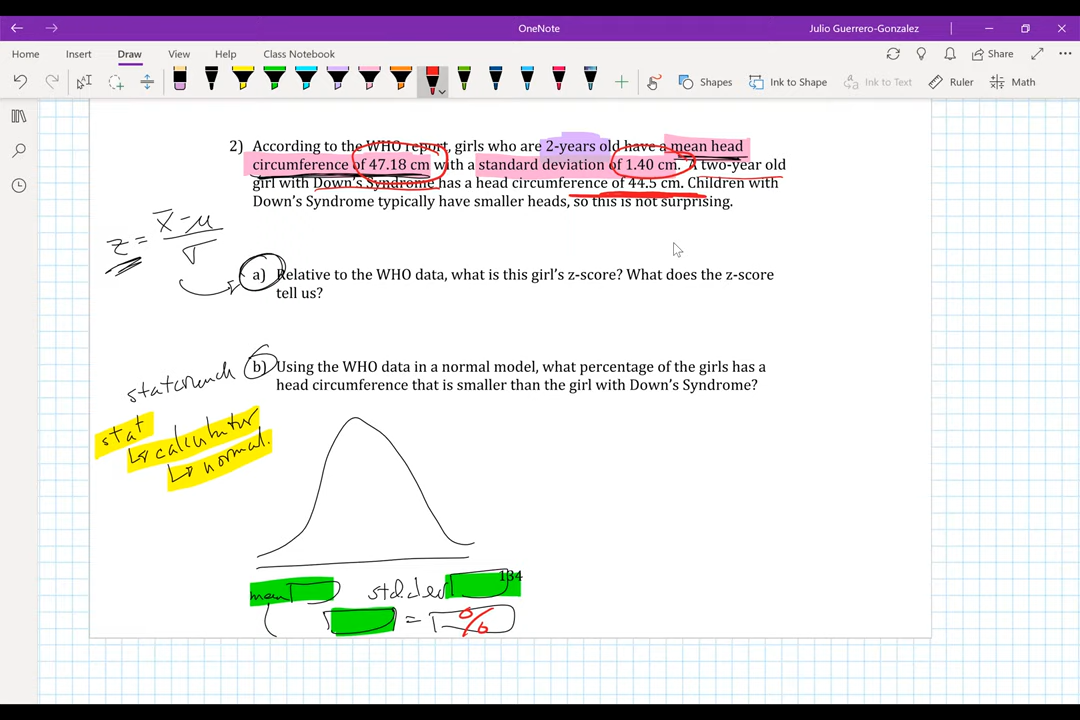 OneNote
Julio Guerrero-Gonzalez
Home Insert Draw View Help Class Notebook
Share
Shapes Ink to Shape Ink to Text Ruler Math
2) According to the WHO report, girls who are 2-years old have a mean head
circumference of 47.18 cm with a standard deviation of 1.40 cm. A two-year old
girl with Down's Syndrome has a head circumference of 44.5 cm. Children with
Down's Syndrome typically have smaller heads, so this is not surprising.
z = x̄ - μ / σ
a) Relative to the WHO data, what is this girl's z-score? What does the z-score
tell us?
b) Using the WHO data in a normal model, what percentage of the girls has a
head circumference that is smaller than the girl with Down's Syndrome?
statcrunch
stat
↳ calculator
↳ normal.
134
mean std.dev
= %